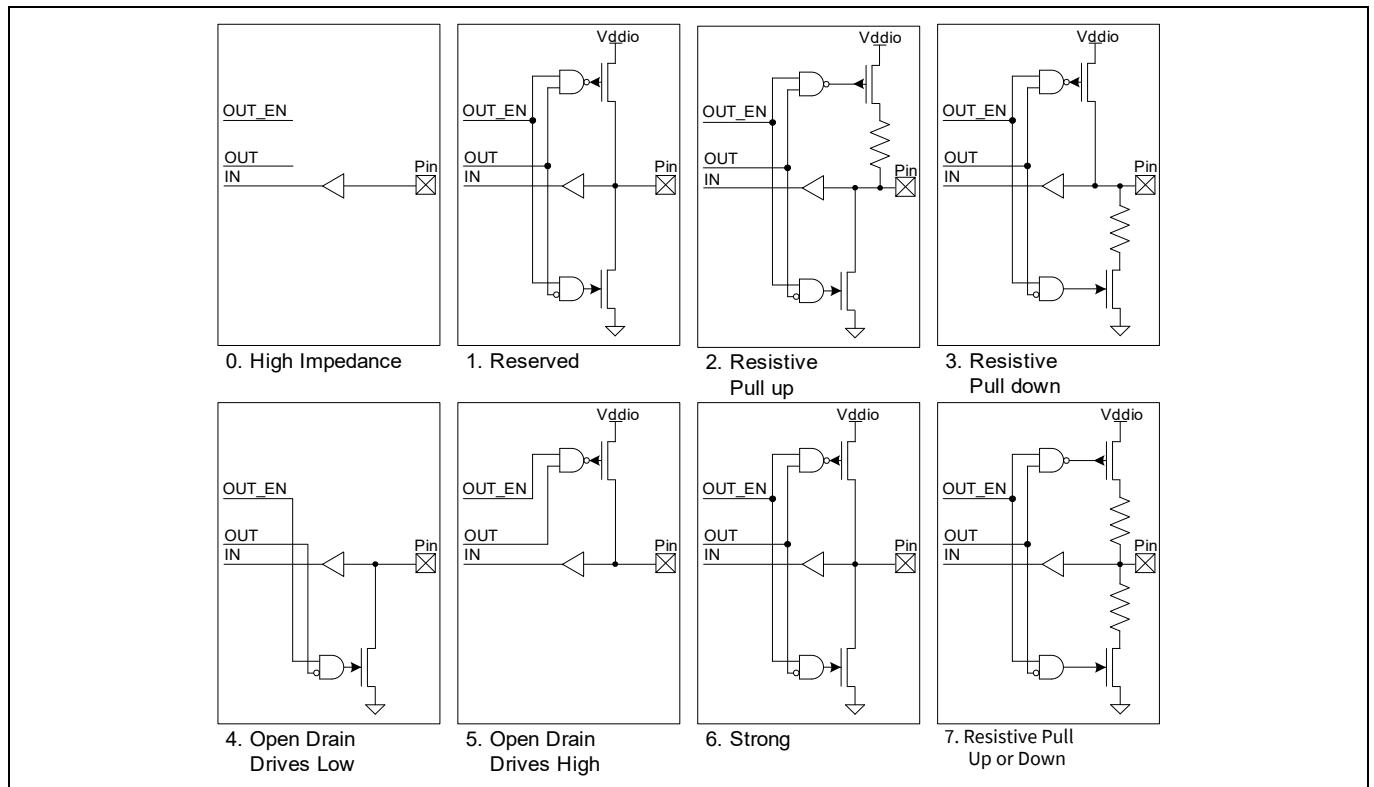 OUT_EN
OUT
IN
Pin
0. High Impedance
Vddio
OUT_EN
OUT
IN
Pin
1. Reserved
Vddio
OUT_EN
OUT
IN
Pin
2. Resistive
Pull up
Vddio
OUT_EN
OUT
IN
Pin
3. Resistive
Pull down
OUT_EN
OUT
IN
Pin
4. Open Drain
Drives Low
Vddio
OUT_EN
OUT
IN
Pin
5. Open Drain
Drives High
Vddio
OUT_EN
OUT
IN
Pin
6. Strong
Vddio
OUT_EN
OUT
IN
Pin
7. Resistive Pull
Up or Down